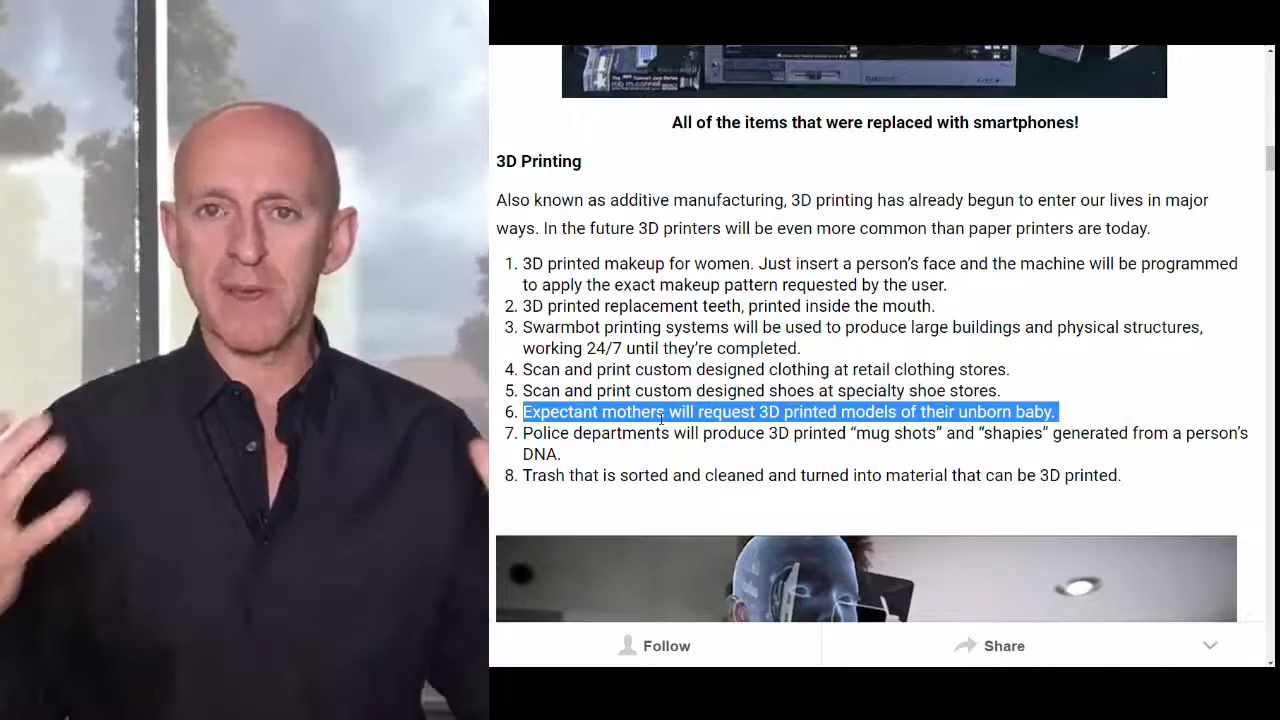 All of the items that were replaced with smartphones!
3D Printing
Also known as additive manufacturing, 3D printing has already begun to enter our lives in major
ways. In the future 3D printers will be even more common than paper printers are today.
1. 3D printed makeup for women. Just insert a person’s face and the machine will be programmed
to apply the exact makeup pattern requested by the user.
2. 3D printed replacement teeth, printed inside the mouth.
3. Swarmbot printing systems will be used to produce large buildings and physical structures,
working 24/7 until they’re completed.
4. Scan and print custom designed clothing at retail clothing stores.
5. Scan and print custom designed shoes at specialty shoe stores.
6. Expectant mothers will request 3D printed models of their unborn baby.
7. Police departments will produce 3D printed “mug shots” and “shapies” generated from a person’s
DNA.
8. Trash that is sorted and cleaned and turned into material that can be 3D printed.
Follow
Share